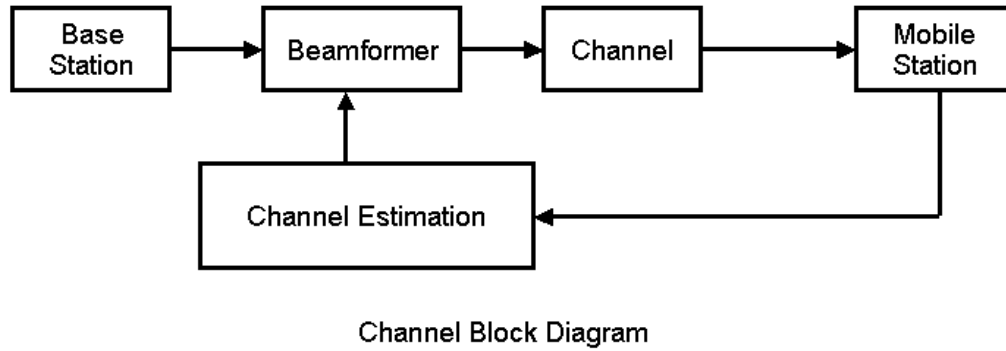 Base
Station
Beamformer
Channel
Mobile
Station
Channel Estimation
Channel Block Diagram